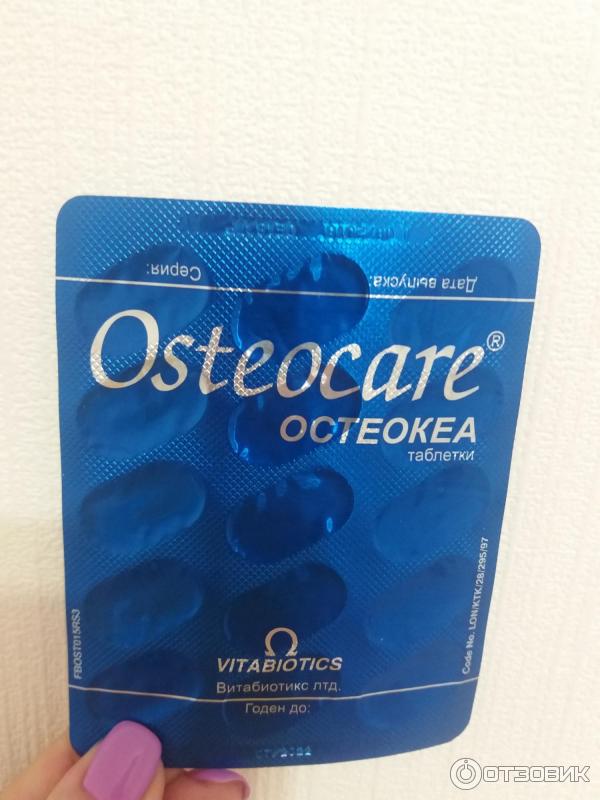 Дата выпуска:
Серия:
Osteocare®
ОСТЕОКЕА
таблетки
Code No. LON/KTK/28/295/97
FBOST015RS3
Ω
VITABIOTICS
Витабиотикс лтд.
Годен до:
ОТЗОВИК